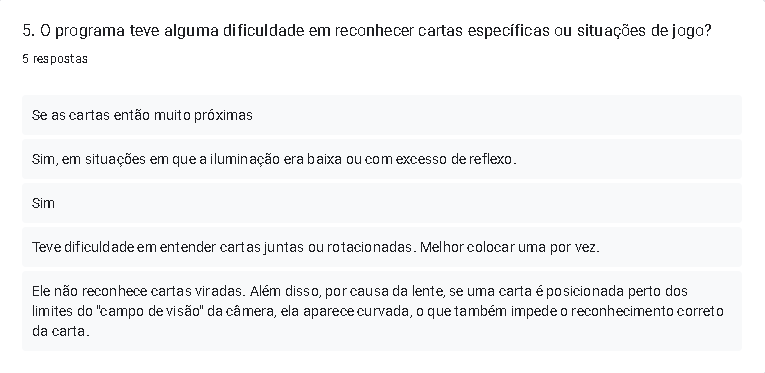 5. O programa teve alguma dificuldade em reconhecer cartas específicas ou situações de jogo?
5 respostas
Se as cartas então muito próximas
Sim, em situações em que a iluminação era baixa ou com excesso de reflexo.
Sim
Teve dificuldade em entender cartas juntas ou rotacionadas. Melhor colocar uma por vez.
Ele não reconhece cartas viradas. Além disso, por causa da lente, se uma carta é posicionada perto dos
limites do "campo de visão" da câmera, ela aparece curvada, o que também impede o reconhecimento correto
da carta.